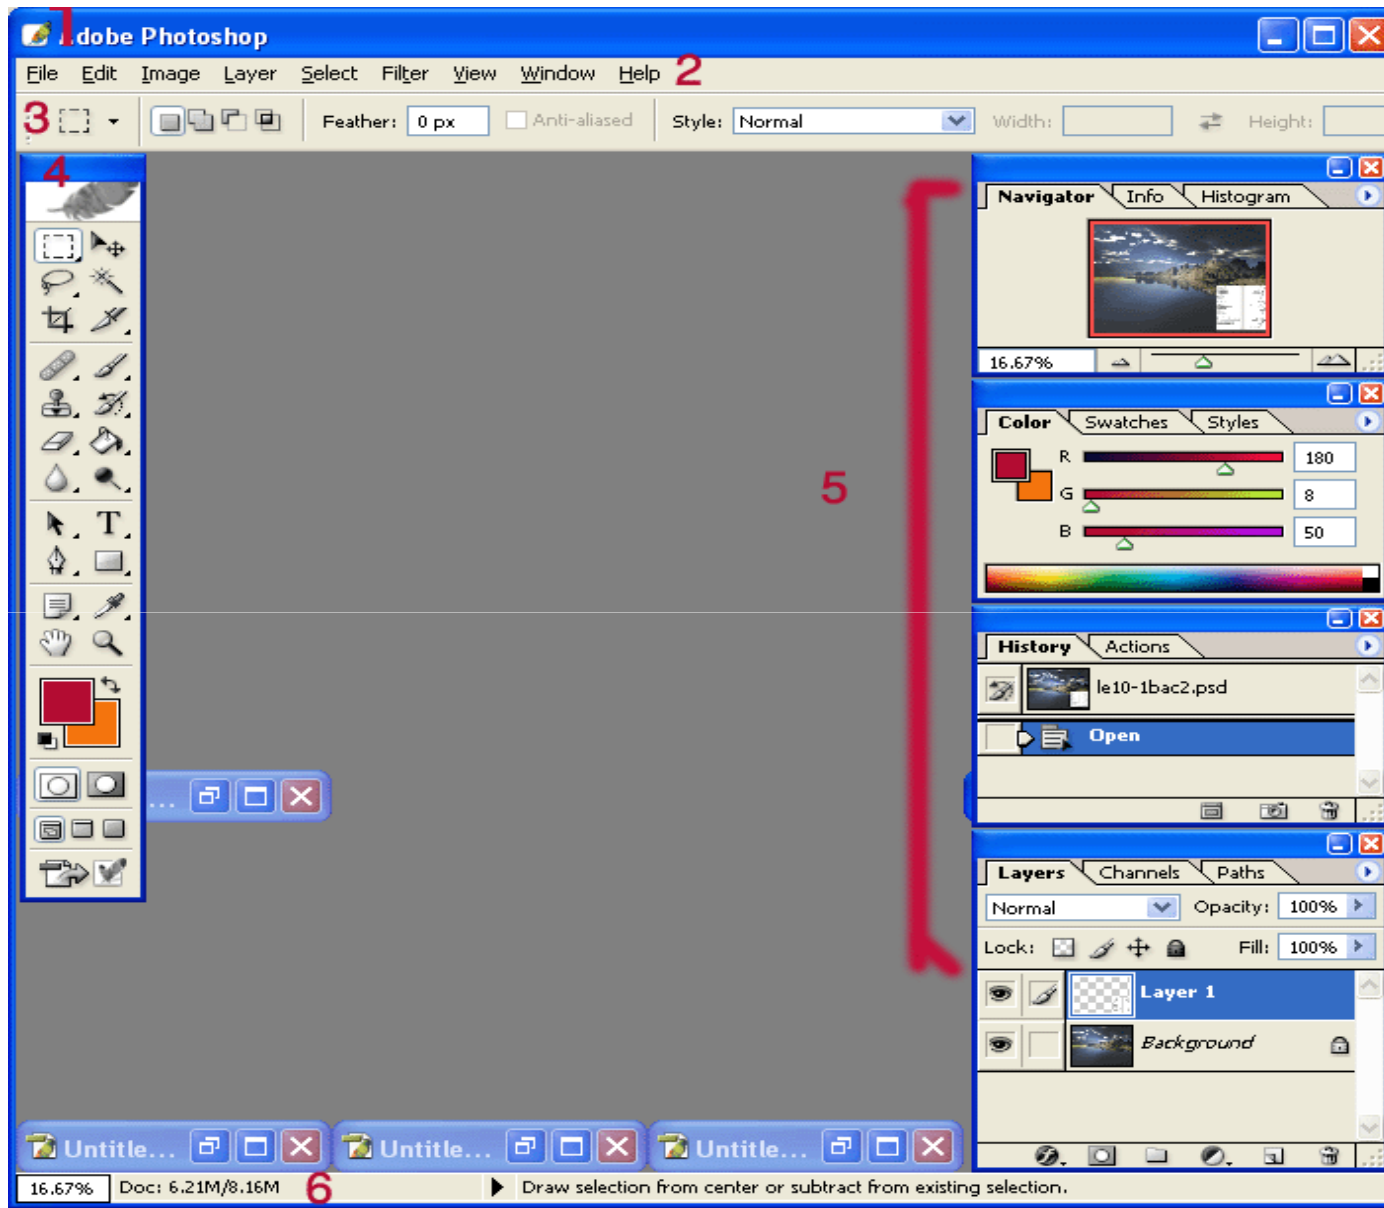 1
Adobe Photoshop
File Edit Image Layer Select Filter View Window Help 2
3 Feather: 0 px Anti-aliased Style: Normal Width: Height:
4
Navigator Info Histogram
16.67%
Color Swatches Styles
R 180
5
G 8
B 50
T
History Actions
le10-1bac2.psd
Open
...
Layers Channels Paths
Normal Opacity: 100%
Lock: Fill: 100%
Layer 1
Background
Untitle... Untitle... Untitle...
16.67% Doc: 6.21M/8.16M 6 Draw selection from center or subtract from existing selection.